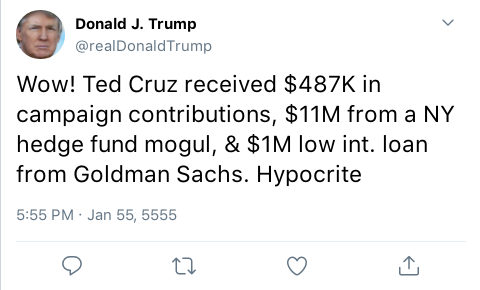 Donald J. Trump
@realDonaldTrump
Wow! Ted Cruz received $487K in
campaign contributions, $11M from a NY
hedge fund mogul, & $1M low int. loan
from Goldman Sachs. Hypocrite
5:55 PM · Jan 55, 5555